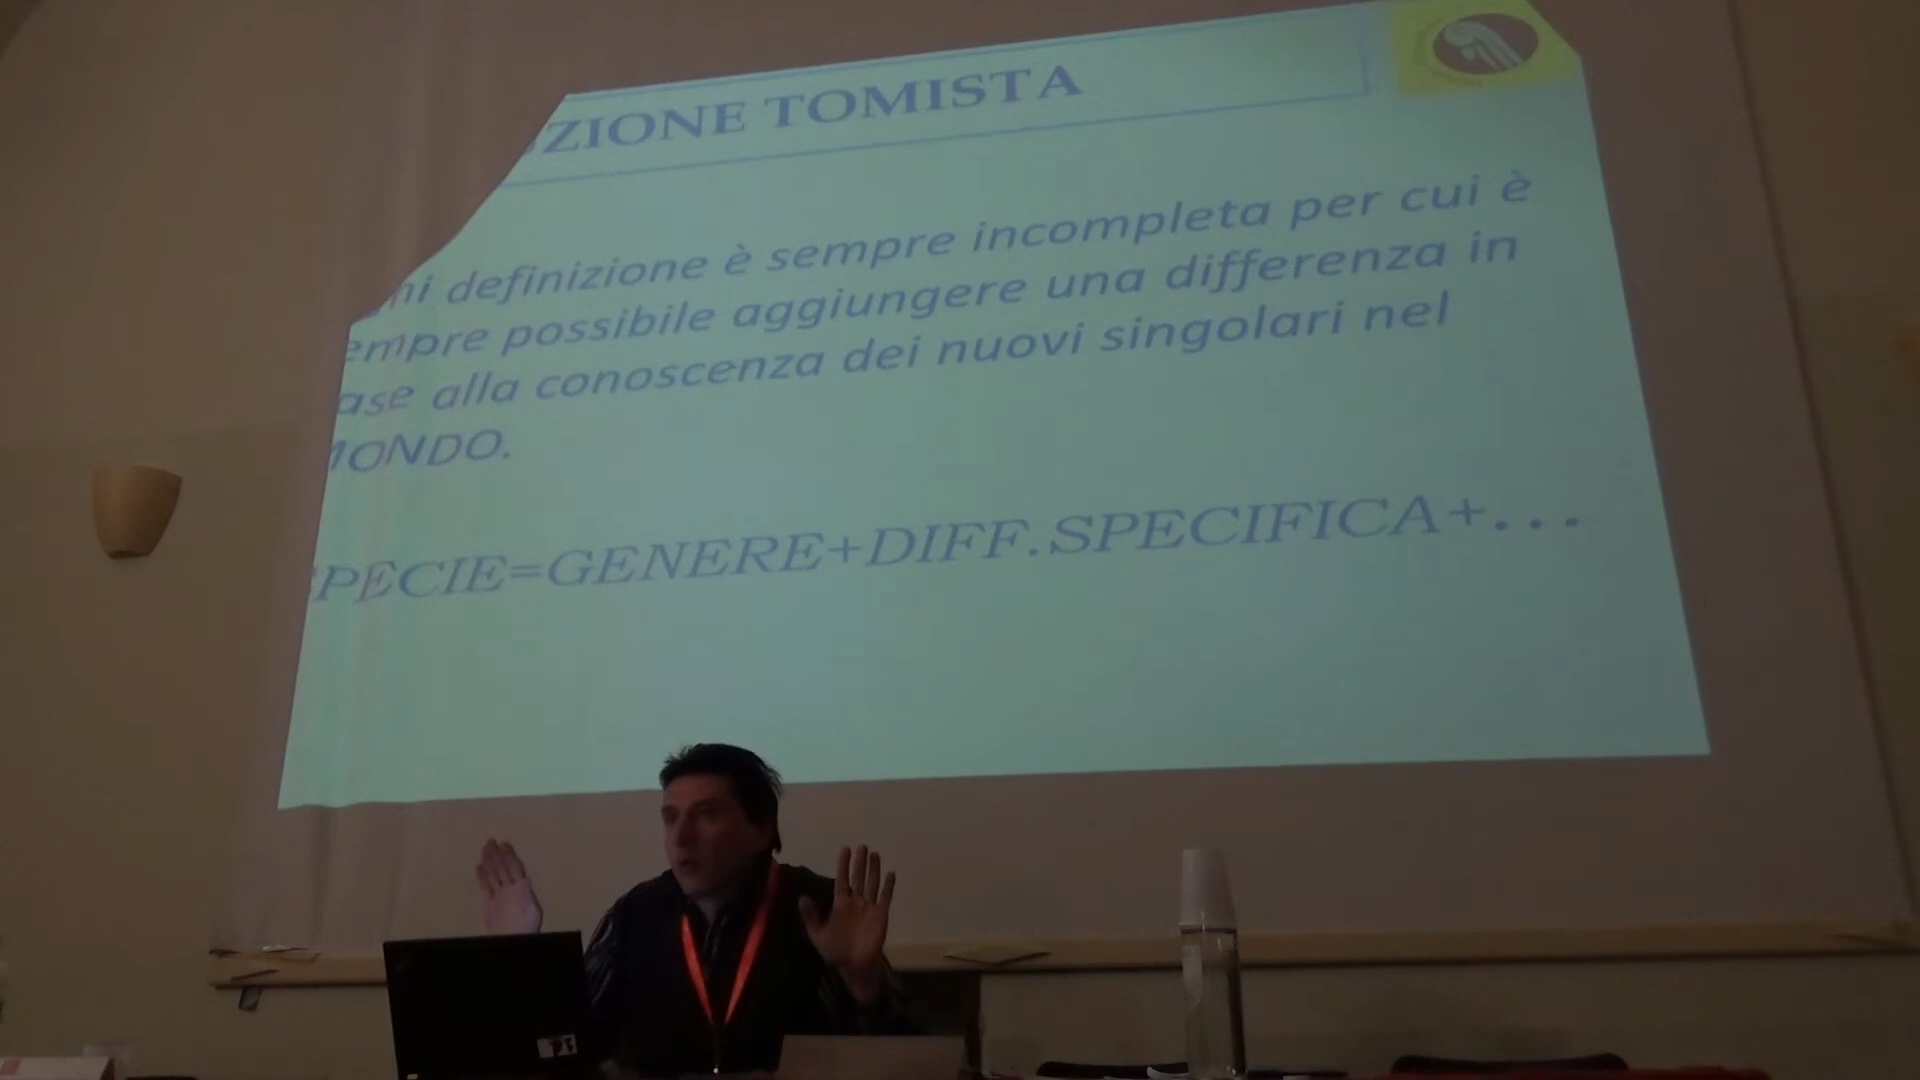 ZIONE TOMISTA
ni definizione è sempre incompleta per cui è
empre possibile aggiungere una differenza in
ase alla conoscenza dei nuovi singolari nel
MONDO.
SPECIE=GENERE+DIFF.SPECIFICA+...